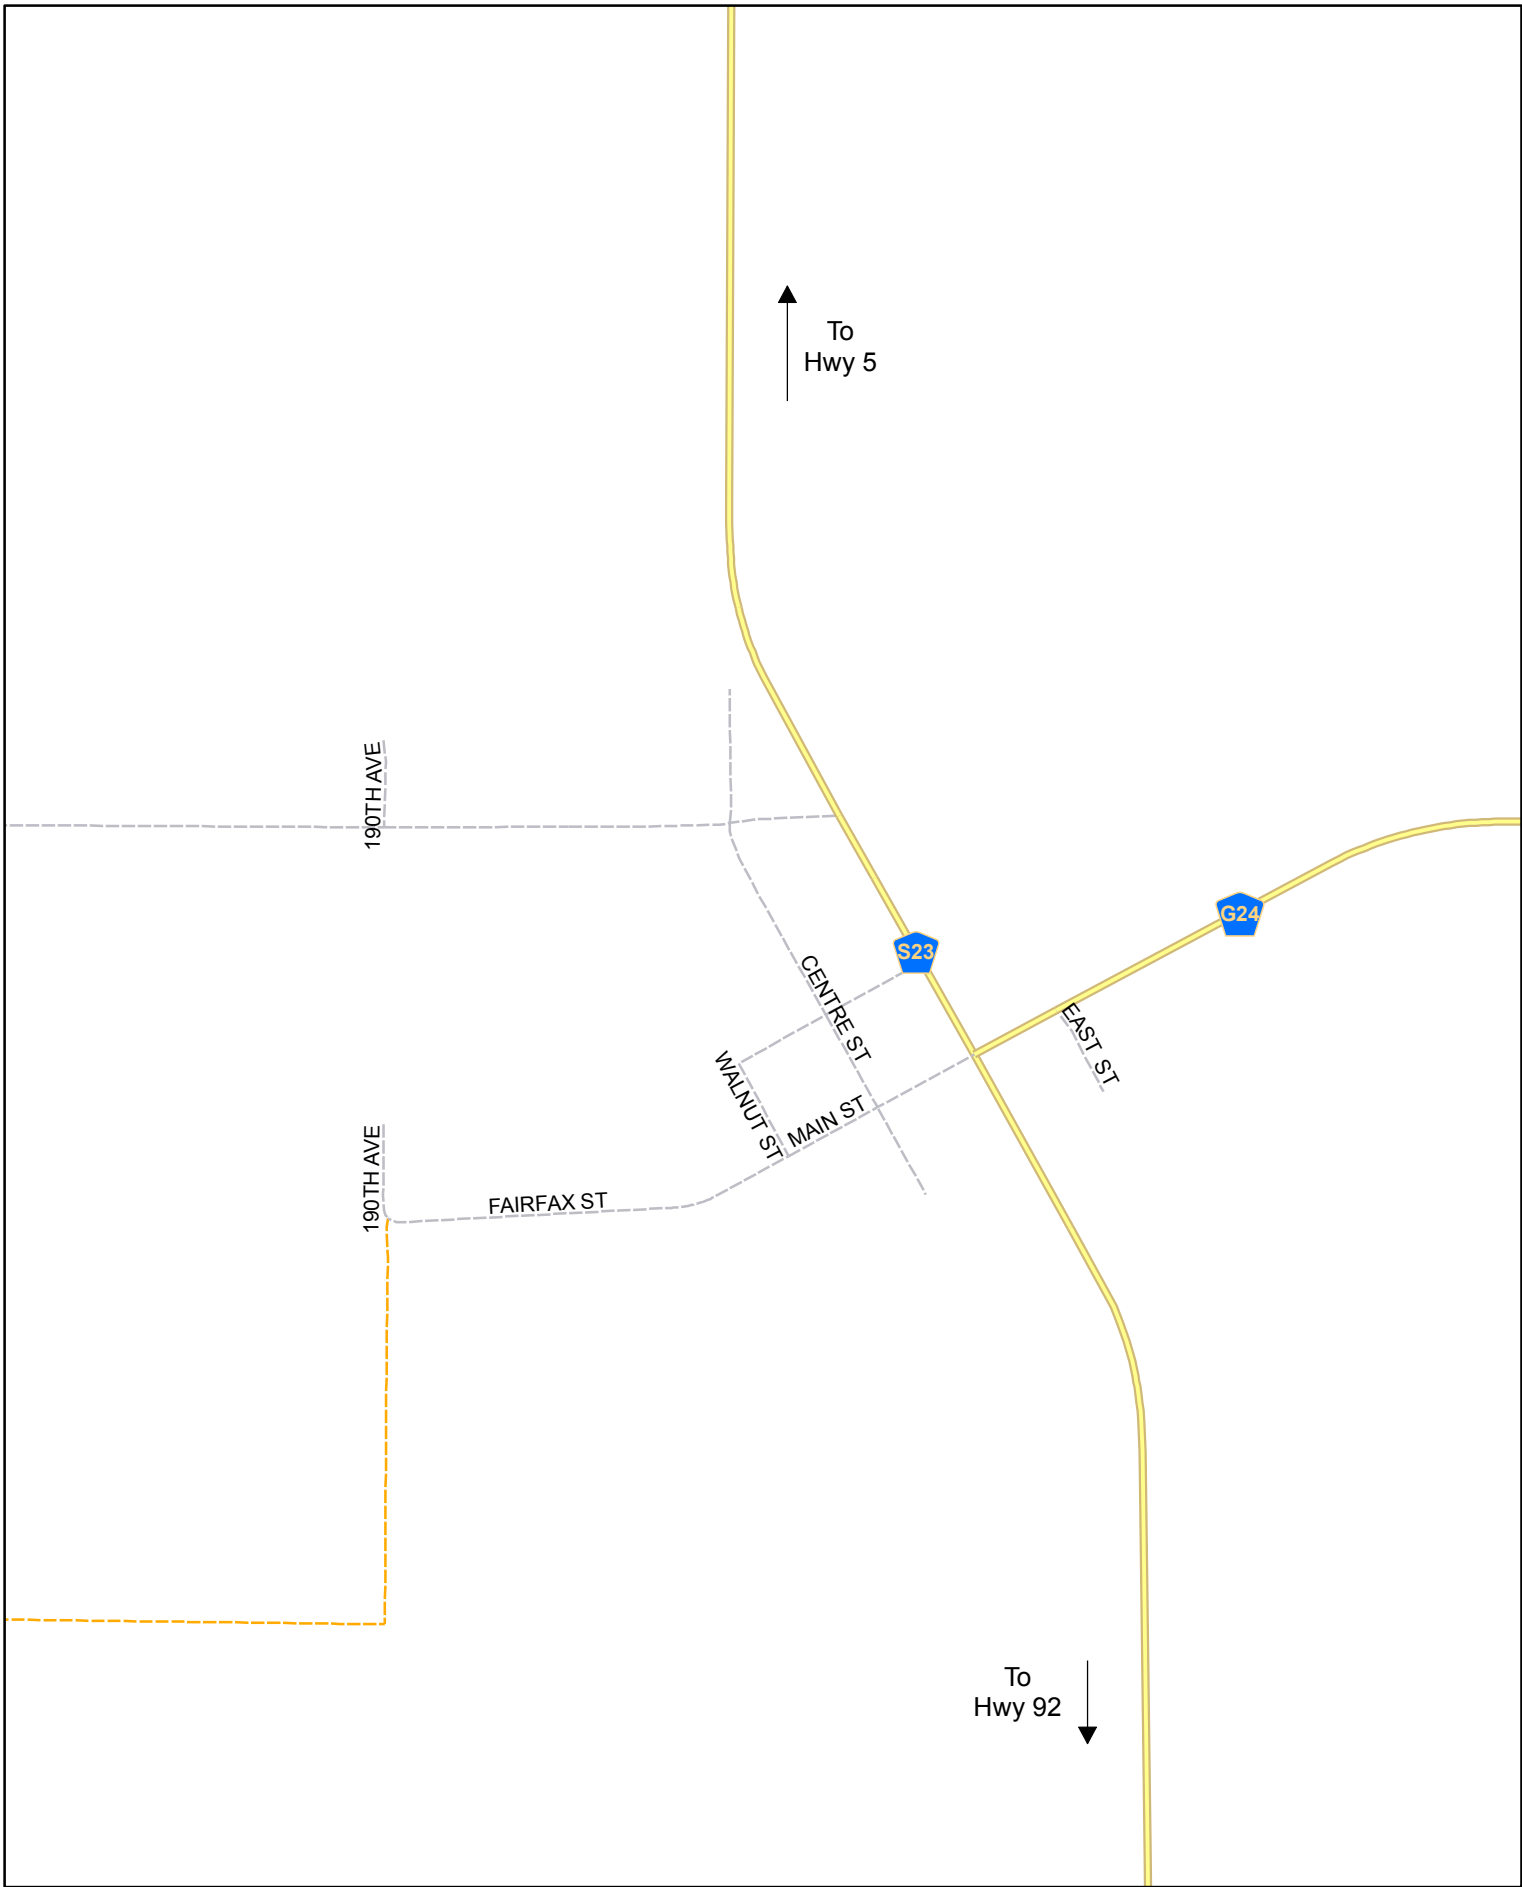 To
Hwy 5
190TH AVE
G24
S23
CENTRE ST
EAST ST
WALNUT ST
MAIN ST
190TH AVE
FAIRFAX ST
To
Hwy 92